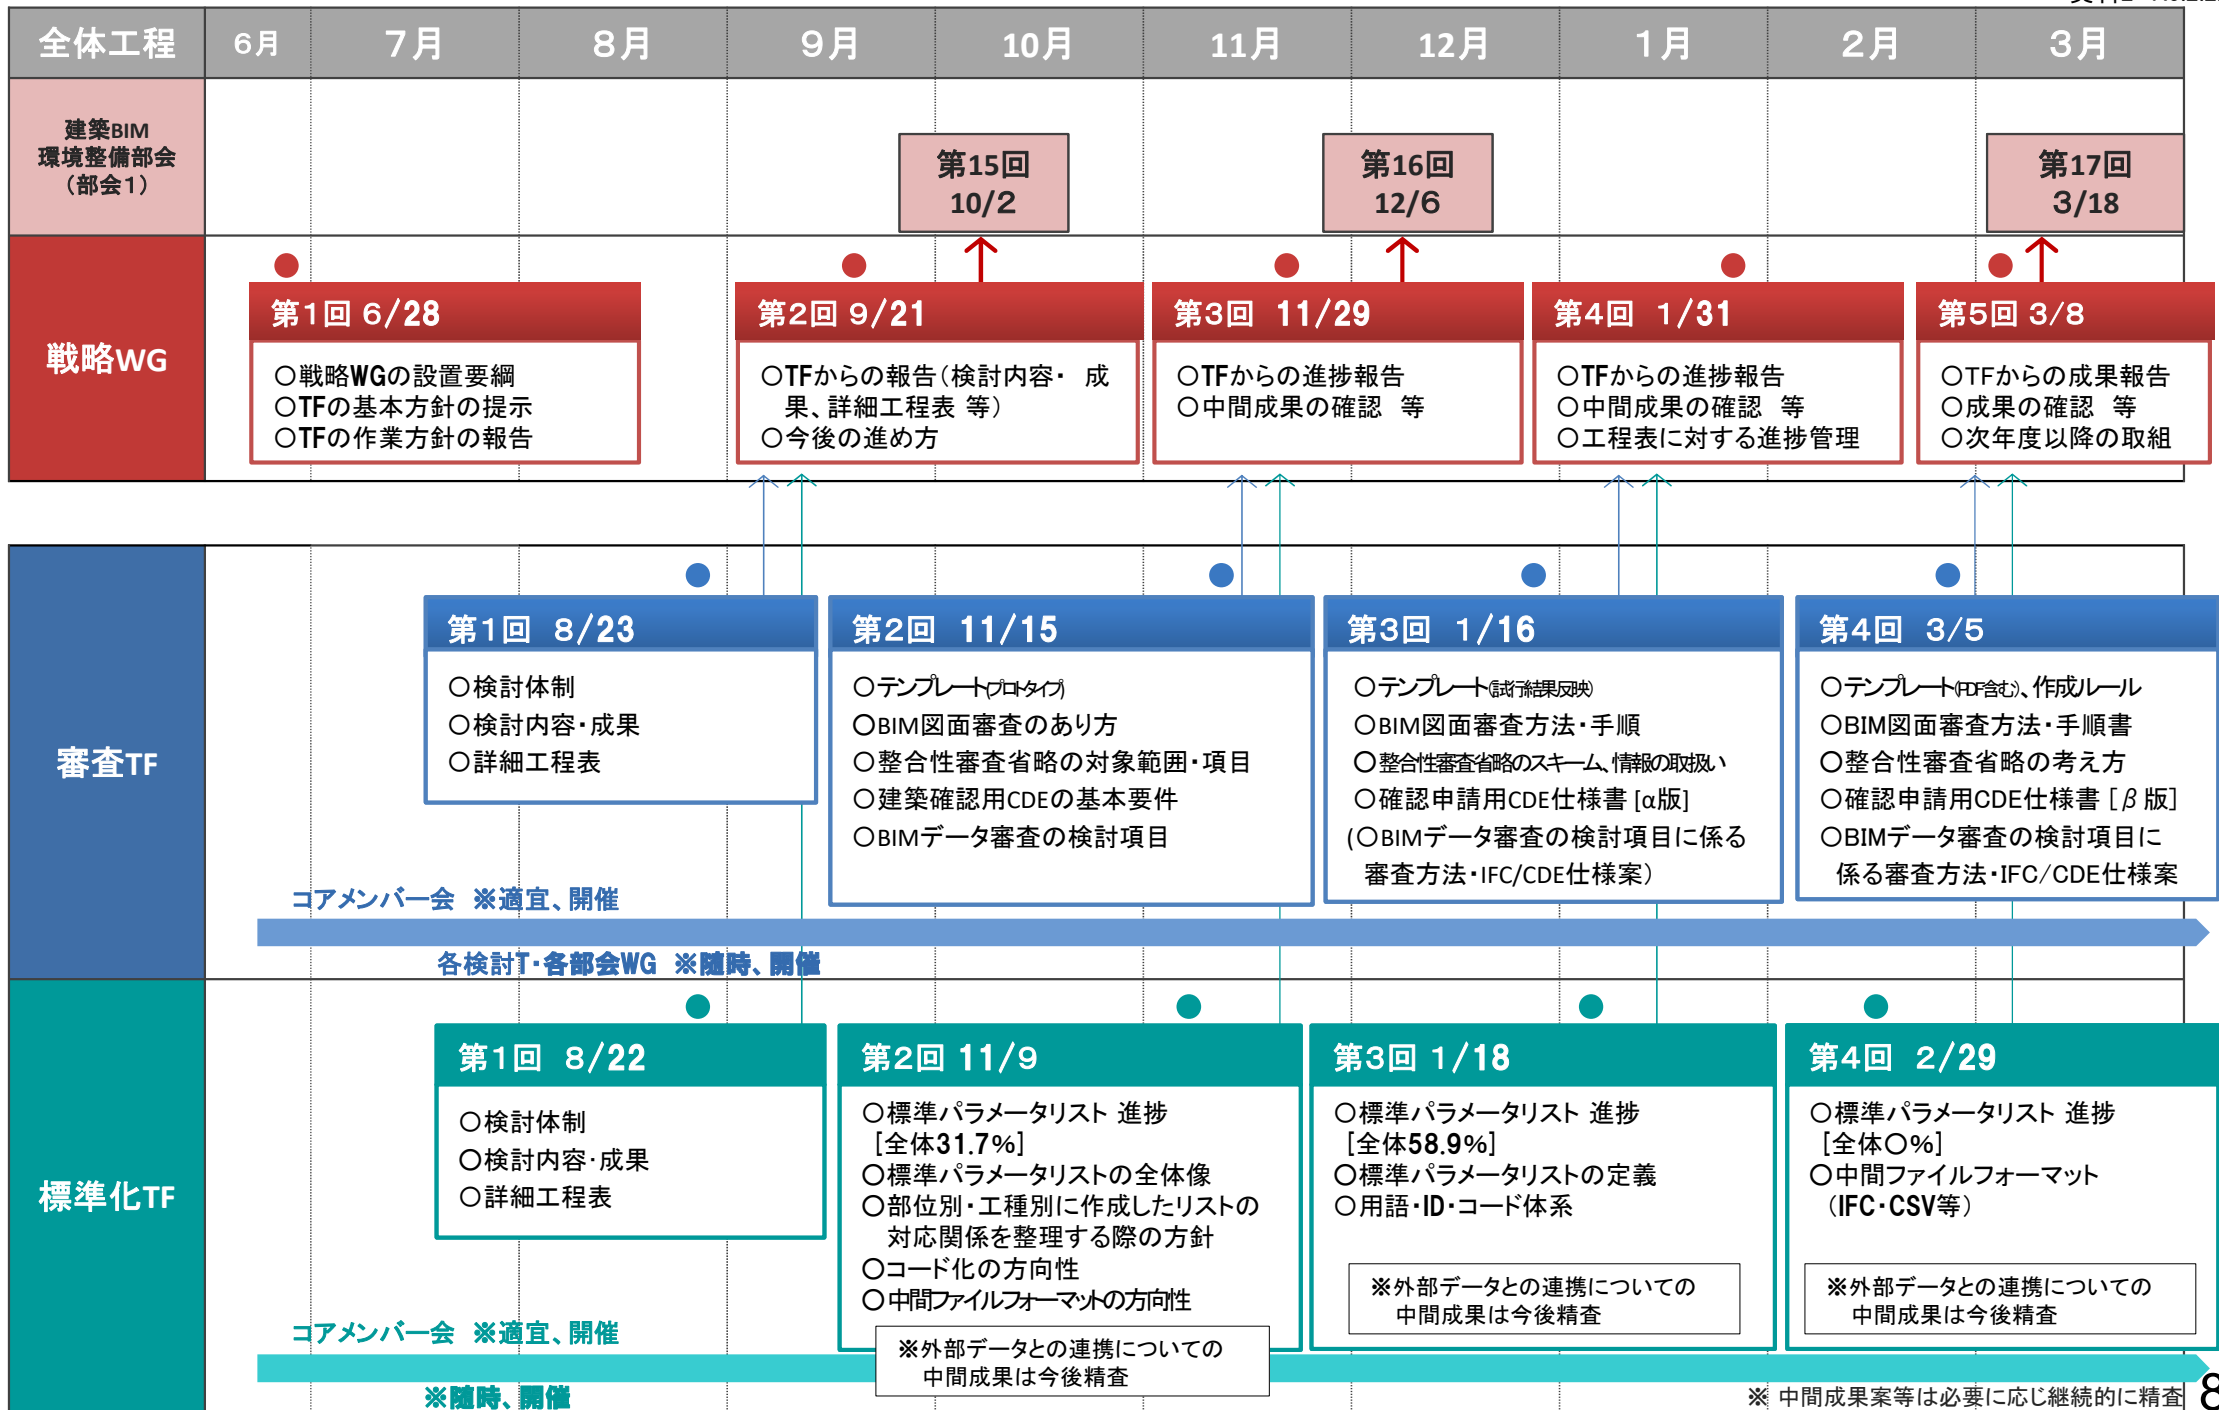 全体工程
6月
7月
8月
9月
10月
11月
12月
1月
2月
3月
建築BIM
環境整備部会
（部会1）
第15回
10/2
第16回
12/6
第17回
3/18
戦略WG
第1回 6/28
○戦略WGの設置要綱
○TFの基本方針の提示
○TFの作業方針の報告
第2回 9/21
○TFからの報告（検討内容・ 成
果、詳細工程表 等）
○今後の進め方
第3回 11/29
○TFからの進捗報告
○中間成果の確認 等
第4回 1/31
○TFからの進捗報告
○中間成果の確認 等
○工程表に対する進捗管理
第5回 3/8
○TFからの成果報告
○成果の確認 等
○次年度以降の取組
審査TF
第1回 8/23
○検討体制
○検討内容・成果
○詳細工程表
第2回 11/15
○テンプレート(プロトタイプ)
○BIM図面審査のあり方
○整合性審査省略の対象範囲・項目
○建築確認用CDEの基本要件
○BIMデータ審査の検討項目
第3回 1/16
○テンプレート(試行結果反映)
○BIM図面審査方法・手順
○整合性審査省略のスキーム、情報の取扱い
○確認申請用CDE仕様書 [α版]
(○BIMデータ審査の検討項目に係る
審査方法・IFC/CDE仕様案）
第4回 3/5
○テンプレート(PDF含む)、作成ルール
○BIM図面審査方法・手順書
○整合性審査省略の考え方
○確認申請用CDE仕様書［β版］
○BIMデータ審査の検討項目に
係る審査方法・IFC/CDE仕様案
コアメンバー会 ※適宜、開催
各検討T・各部会WG ※随時、開催
標準化TF
第1回 8/22
○検討体制
○検討内容・成果
○詳細工程表
第2回 11/9
○標準パラメータリスト 進捗
［全体31.7%］
○標準パラメータリストの全体像
○部位別・工種別に作成したリストの
対応関係を整理する際の方針
○コード化の方向性
○中間ファイルフォーマットの方向性
※外部データとの連携についての
中間成果は今後精査
第3回 1/18
○標準パラメータリスト 進捗
［全体58.9%］
○標準パラメータリストの定義
○用語・ID・コード体系
※外部データとの連携についての
中間成果は今後精査
第4回 2/29
○標準パラメータリスト 進捗
［全体○%］
○中間ファイルフォーマット
（IFC・CSV等）
※外部データとの連携についての
中間成果は今後精査
コアメンバー会 ※適宜、開催
※随時、開催
※ 中間成果案等は必要に応じ継続的に精査
8